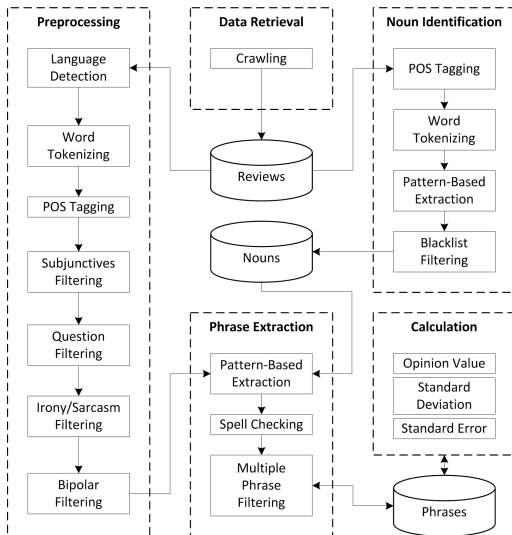 Preprocessing
Language
Detection
Word
Tokenizing
POS Tagging
Subjunctives
Filtering
Question
Filtering
Irony/Sarcasm
Filtering
Bipolar
Filtering
Data Retrieval
Crawling
Reviews
Nouns
Phrase Extraction
Pattern-Based
Extraction
Spell Checking
Multiple
Phrase
Filtering
Noun Identification
POS Tagging
Word
Tokenizing
Pattern-Based
Extraction
Blacklist
Filtering
Calculation
Opinion Value
Standard
Deviation
Standard Error
Phrases